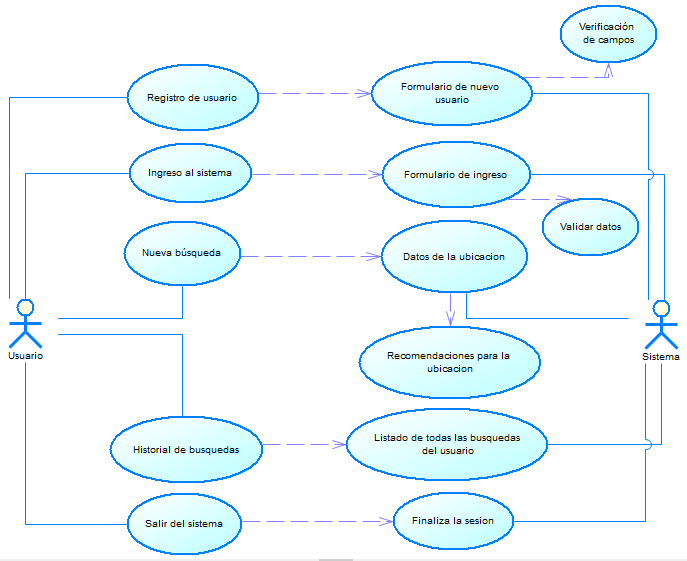 Verificación
de campos
Registro de usuario
Formulario de nuevo
usuario
Ingreso al sistema
Formulario de ingreso
Validar datos
Nueva búsqueda
Datos de la ubicacion
Usuario
Sistema
Recomendaciones para la
ubicacion
Historial de busquedas
Listado de todas las busquedas
del usuario
Salir del sistema
Finaliza la sesion